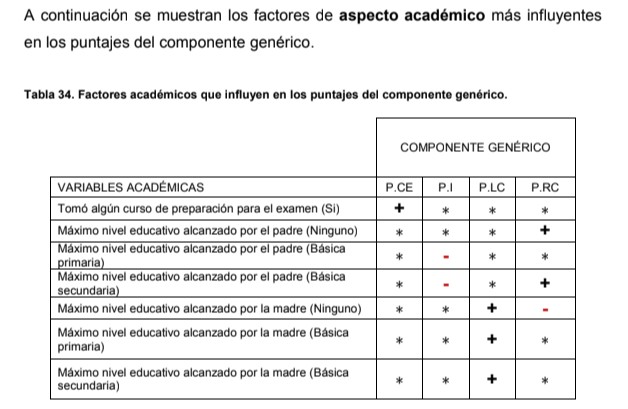 A continuación se muestran los factores de aspecto académico más influyentes
en los puntajes del componente genérico.
Tabla 34. Factores académicos que influyen en los puntajes del componente genérico.
COMPONENTE GENÉRICO
VARIABLES ACADÉMICAS P.CE P.I P.LC P.RC
Tomó algún curso de preparación para el examen (Si) + * * *
Máximo nivel educativo alcanzado por el padre (Ninguno) * * * +
Máximo nivel educativo alcanzado por el padre (Básica
primaria) * - * *
Máximo nivel educativo alcanzado por el padre (Básica
secundaria) * - * +
Máximo nivel educativo alcanzado por la madre (Ninguno) * * + -
Máximo nivel educativo alcanzado por la madre (Básica
primaria) * * + *
Máximo nivel educativo alcanzado por la madre (Básica
secundaria) * * + *